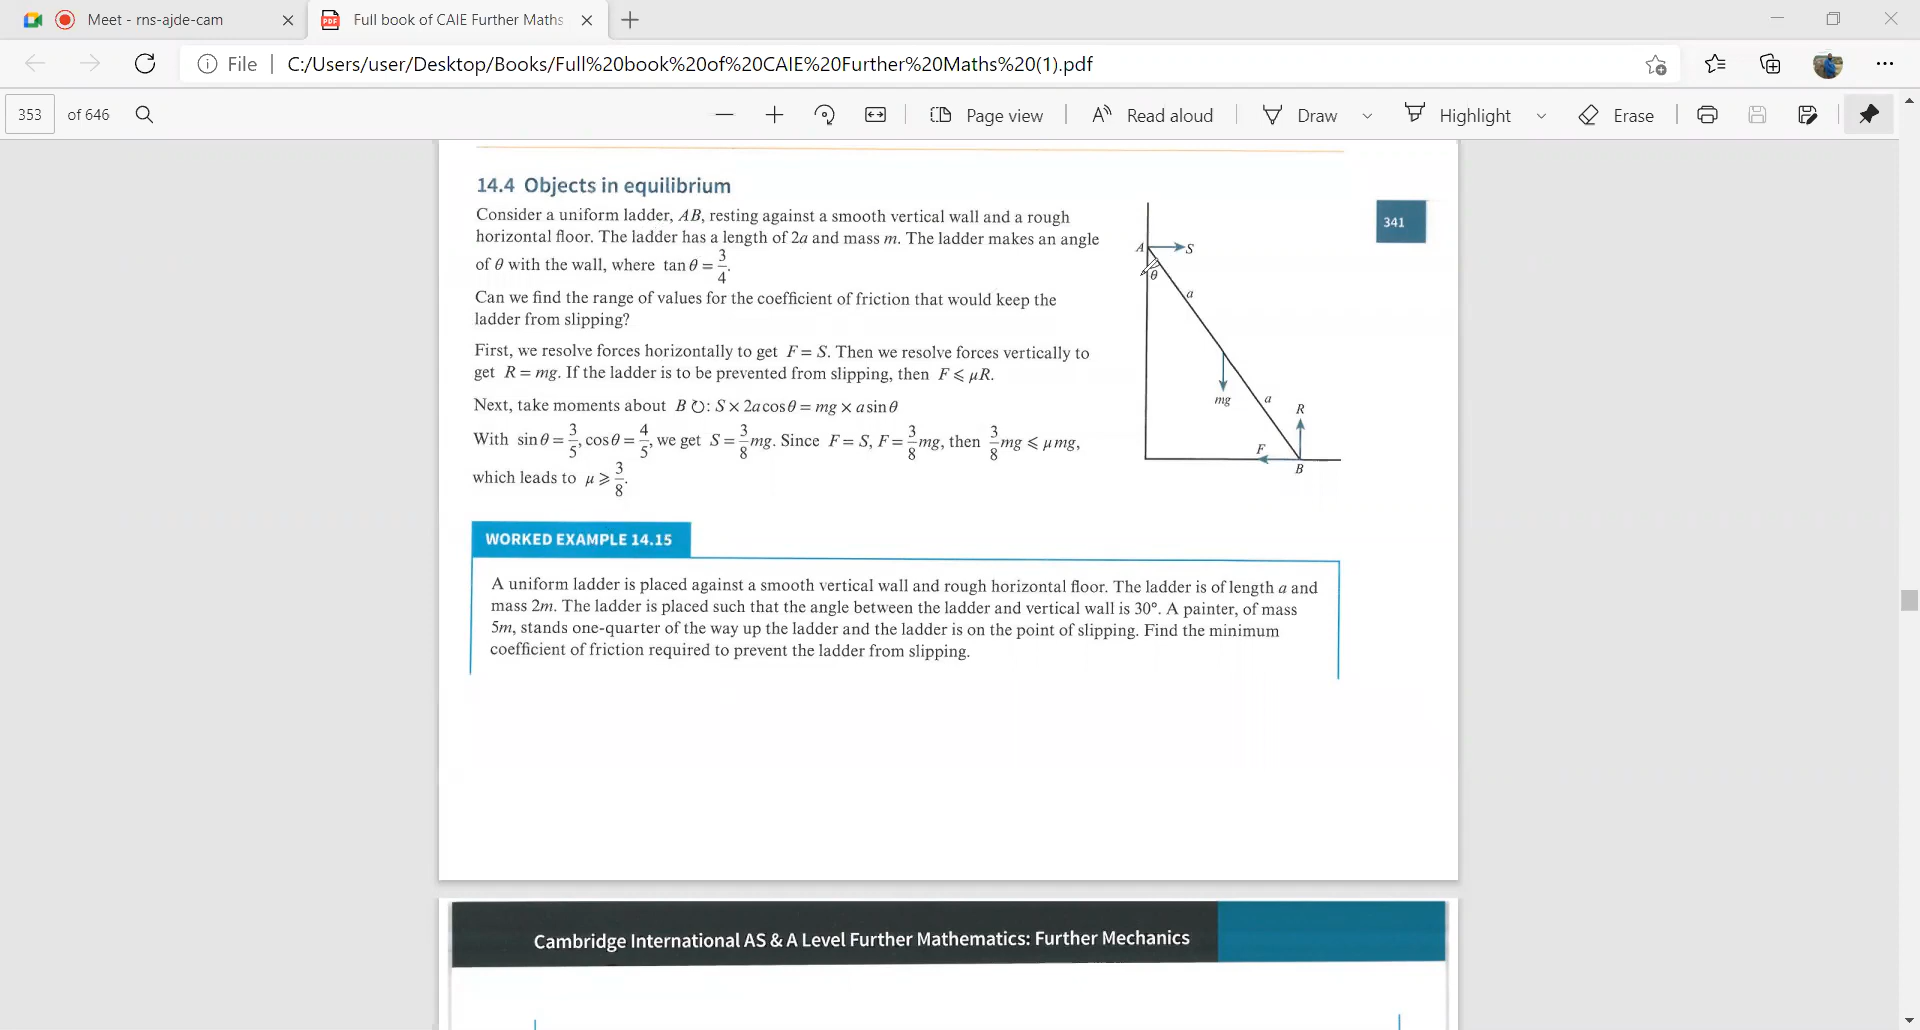 Meet - rns-ajde-cam
Full book of CAIE Further Maths
File | C:/Users/user/Desktop/Books/Full%20book%20of%20CAIE%20Further%20Maths%20(1).pdf
353 of 646
Page view
Read aloud
Draw
Highlight
Erase
14.4 Objects in equilibrium
Consider a uniform ladder, AB, resting against a smooth vertical wall and a rough
horizontal floor. The ladder has a length of 2a and mass m. The ladder makes an angle
of θ with the wall, where tan θ = 3/4.
Can we find the range of values for the coefficient of friction that would keep the
ladder from slipping?
First, we resolve forces horizontally to get F = S. Then we resolve forces vertically to
get R = mg. If the ladder is to be prevented from slipping, then F ⩽ μR.
Next, take moments about B ↻: S × 2a cos θ = mg × a sin θ
With sin θ = 3/5, cos θ = 4/5, we get S = 3/8 mg. Since F = S, F = 3/8 mg, then 3/8 mg ⩽ μmg,
which leads to μ ⩾ 3/8.
A
S
θ
a
mg
a
R
F
B
341
WORKED EXAMPLE 14.15
A uniform ladder is placed against a smooth vertical wall and rough horizontal floor. The ladder is of length a and
mass 2m. The ladder is placed such that the angle between the ladder and vertical wall is 30°. A painter, of mass
5m, stands one-quarter of the way up the ladder and the ladder is on the point of slipping. Find the minimum
coefficient of friction required to prevent the ladder from slipping.
Cambridge International AS & A Level Further Mathematics: Further Mechanics